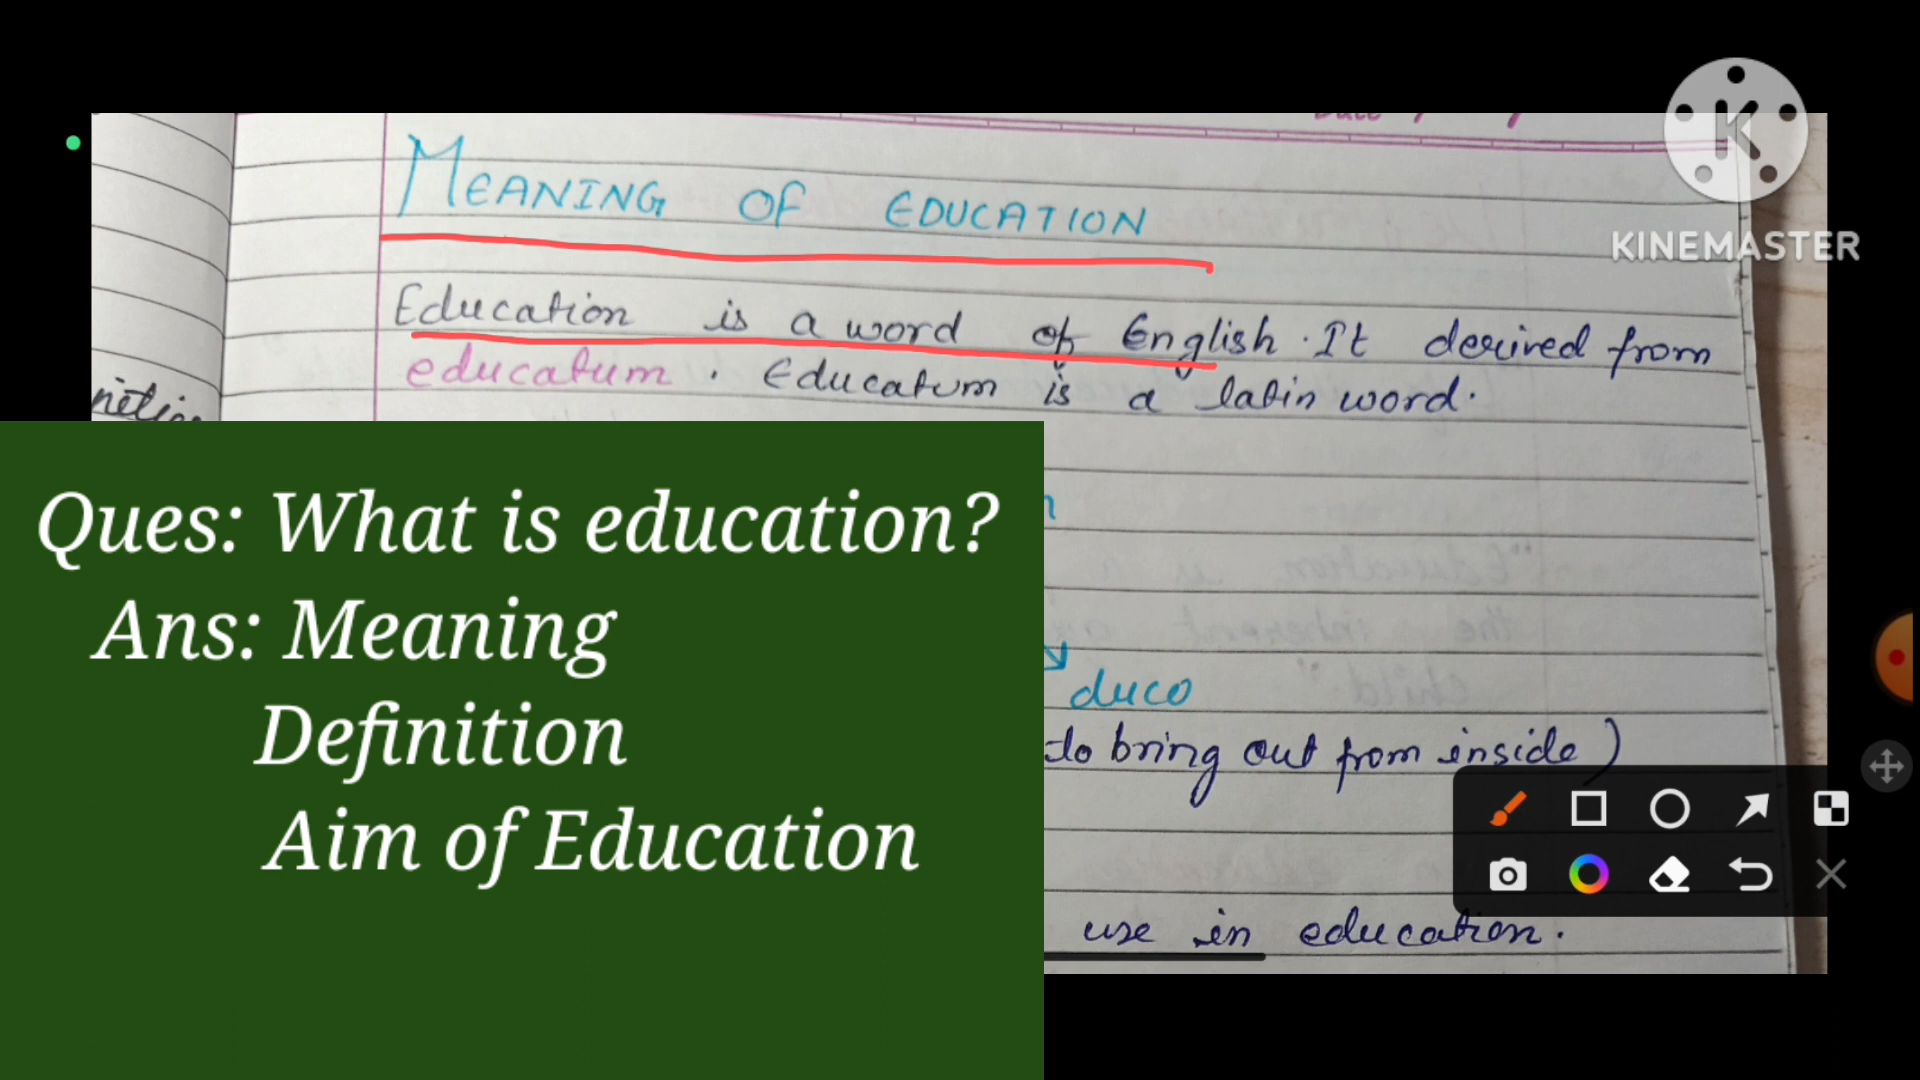 MEANING OF EDUCATION
Education is a word of English. It derived from
educatum. Educatum is a latin word.
KINEMASTER
Ques: What is education?
Ans: Meaning
Definition
Aim of Education
duco
to bring out from inside)
use in education.